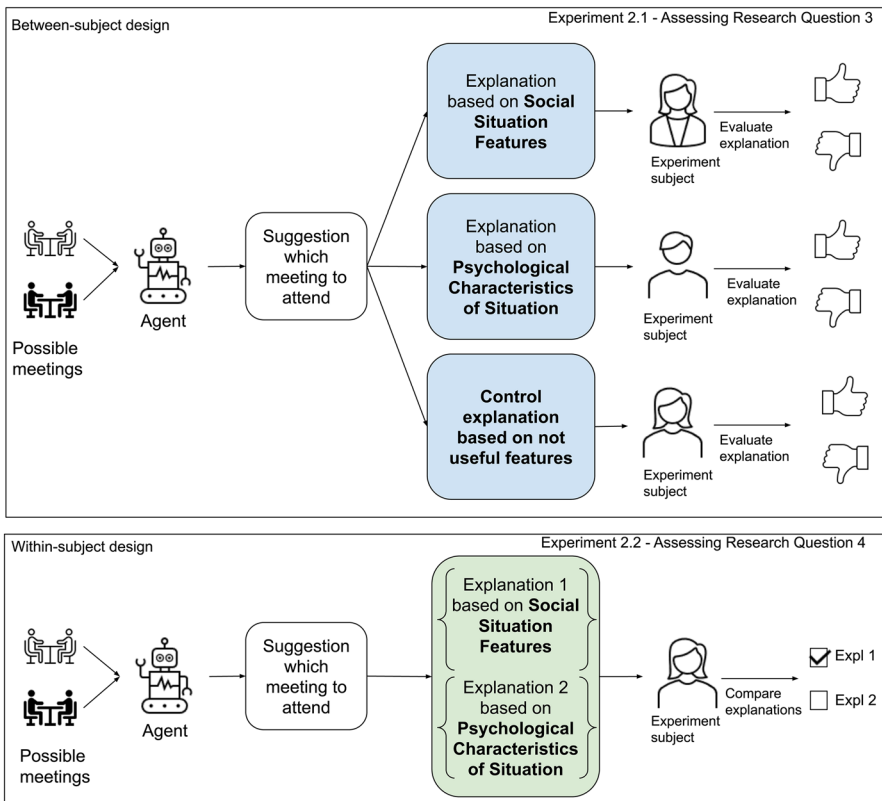 Between-subject design
Experiment 2.1 - Assessing Research Question 3
Possible
meetings
Agent
Suggestion
which
meeting to
attend
Explanation
based on Social
Situation
Features
Experiment
subject
Evaluate
explanation
Explanation
based on
Psychological
Characteristics
of Situation
Experiment
subject
Evaluate
explanation
Control
explanation
based on not
useful features
Experiment
subject
Evaluate
explanation
Within-subject design
Experiment 2.2 - Assessing Research Question 4
Possible
meetings
Agent
Suggestion
which
meeting to
attend
Explanation 1
based on Social
Situation
Features
Explanation 2
based on
Psychological
Characteristics
of Situation
Experiment
subject
Compare
explanations
Expl 1
Expl 2